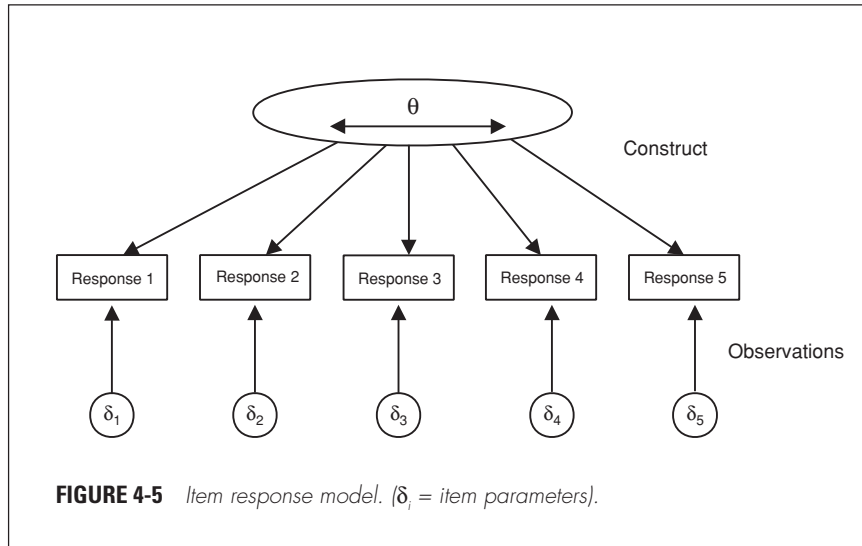 θ
Construct
Response 1 Response 2 Response 3 Response 4 Response 5
Observations
δ1 δ2 δ3 δ4 δ5
FIGURE 4-5 Item response model. (δi = item parameters).